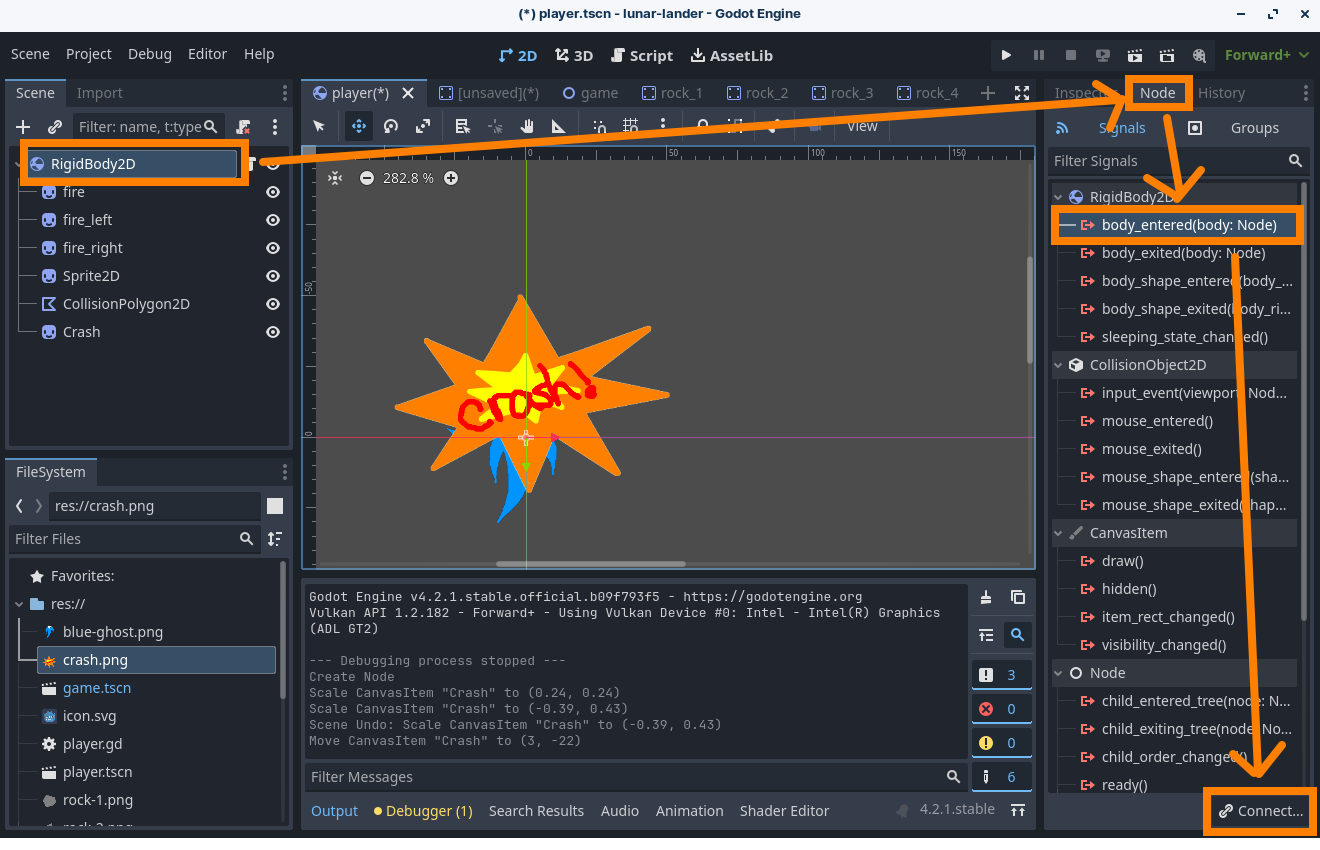 (*) player.tscn - lunar-lander - Godot Engine
Scene Project Debug Editor Help
2D 3D Script AssetLib
Forward+
Scene Import
Filter: name, t:type
RigidBody2D
fire
fire_left
fire_right
Sprite2D
CollisionPolygon2D
Crash
FileSystem
res://crash.png
Filter Files
Favorites:
res://
blue-ghost.png
crash.png
game.tscn
icon.svg
player.gd
player.tscn
rock-1.png
player(*) [unsaved](*) game rock_1 rock_2 rock_3 rock_4
View
0 50 100 150
282.8 %
-50
0
crash!
Godot Engine v4.2.1.stable.official.b09f793f5 - https://godotengine.org
Vulkan API 1.2.182 - Forward+ - Using Vulkan Device #0: Intel - Intel(R) Graphics
(ADL GT2)
--- Debugging process stopped ---
Create Node
Scale CanvasItem "Crash" to (0.24, 0.24)
Scale CanvasItem "Crash" to (-0.39, 0.43)
Scene Undo: Scale CanvasItem "Crash" to (-0.39, 0.43)
Move CanvasItem "Crash" to (3, -22)
3
0
0
6
Filter Messages
Output Debugger (1) Search Results Audio Animation Shader Editor
4.2.1.stable
Node History
Signals Groups
Filter Signals
RigidBody2D
body_entered(body: Node)
body_exited(body: Node)
body_shape_entered(body_...
body_shape_exited(body_ri...
sleeping_state_changed()
CollisionObject2D
input_event(viewport: Nod...
mouse_entered()
mouse_exited()
mouse_shape_entered(sha...
mouse_shape_exited(shap...
CanvasItem
draw()
hidden()
item_rect_changed()
visibility_changed()
Node
child_entered_tree(node: N...
child_exiting_tree(node: No...
child_order_changed()
ready()
Connect...